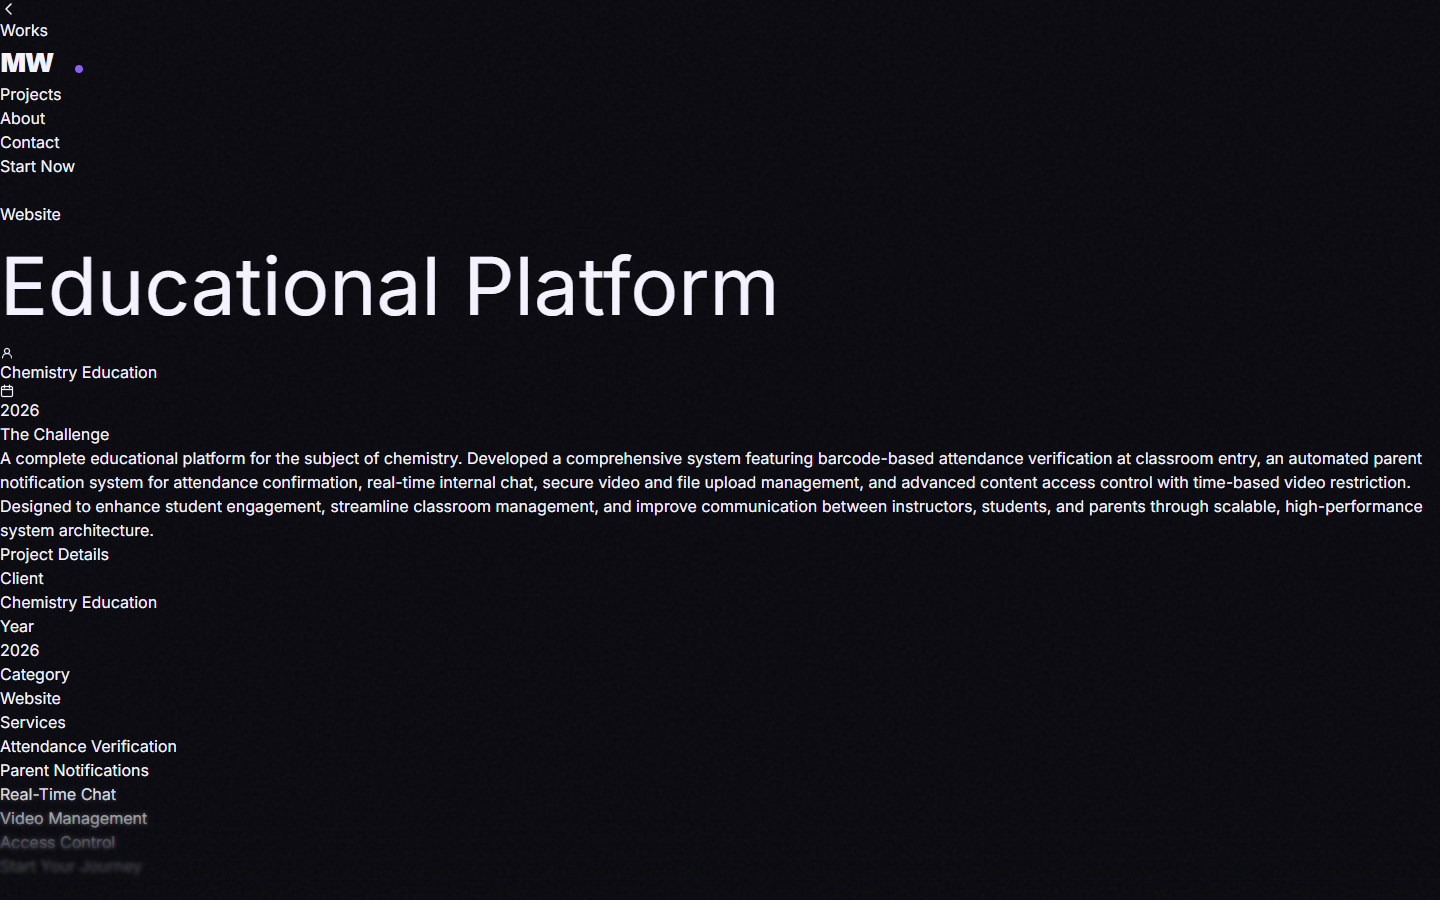 Works
MW
Projects
About
Contact
Start Now
Website
Educational Platform
Chemistry Education
2026
The Challenge
A complete educational platform for the subject of chemistry. Developed a comprehensive system featuring barcode-based attendance verification at classroom entry, an automated parent
notification system for attendance confirmation, real-time internal chat, secure video and file upload management, and advanced content access control with time-based video restriction.
Designed to enhance student engagement, streamline classroom management, and improve communication between instructors, students, and parents through scalable, high-performance
system architecture.
Project Details
Client
Chemistry Education
Year
2026
Category
Website
Services
Attendance Verification
Parent Notifications
Real-Time Chat
Video Management
Access Control
Start Your Journey